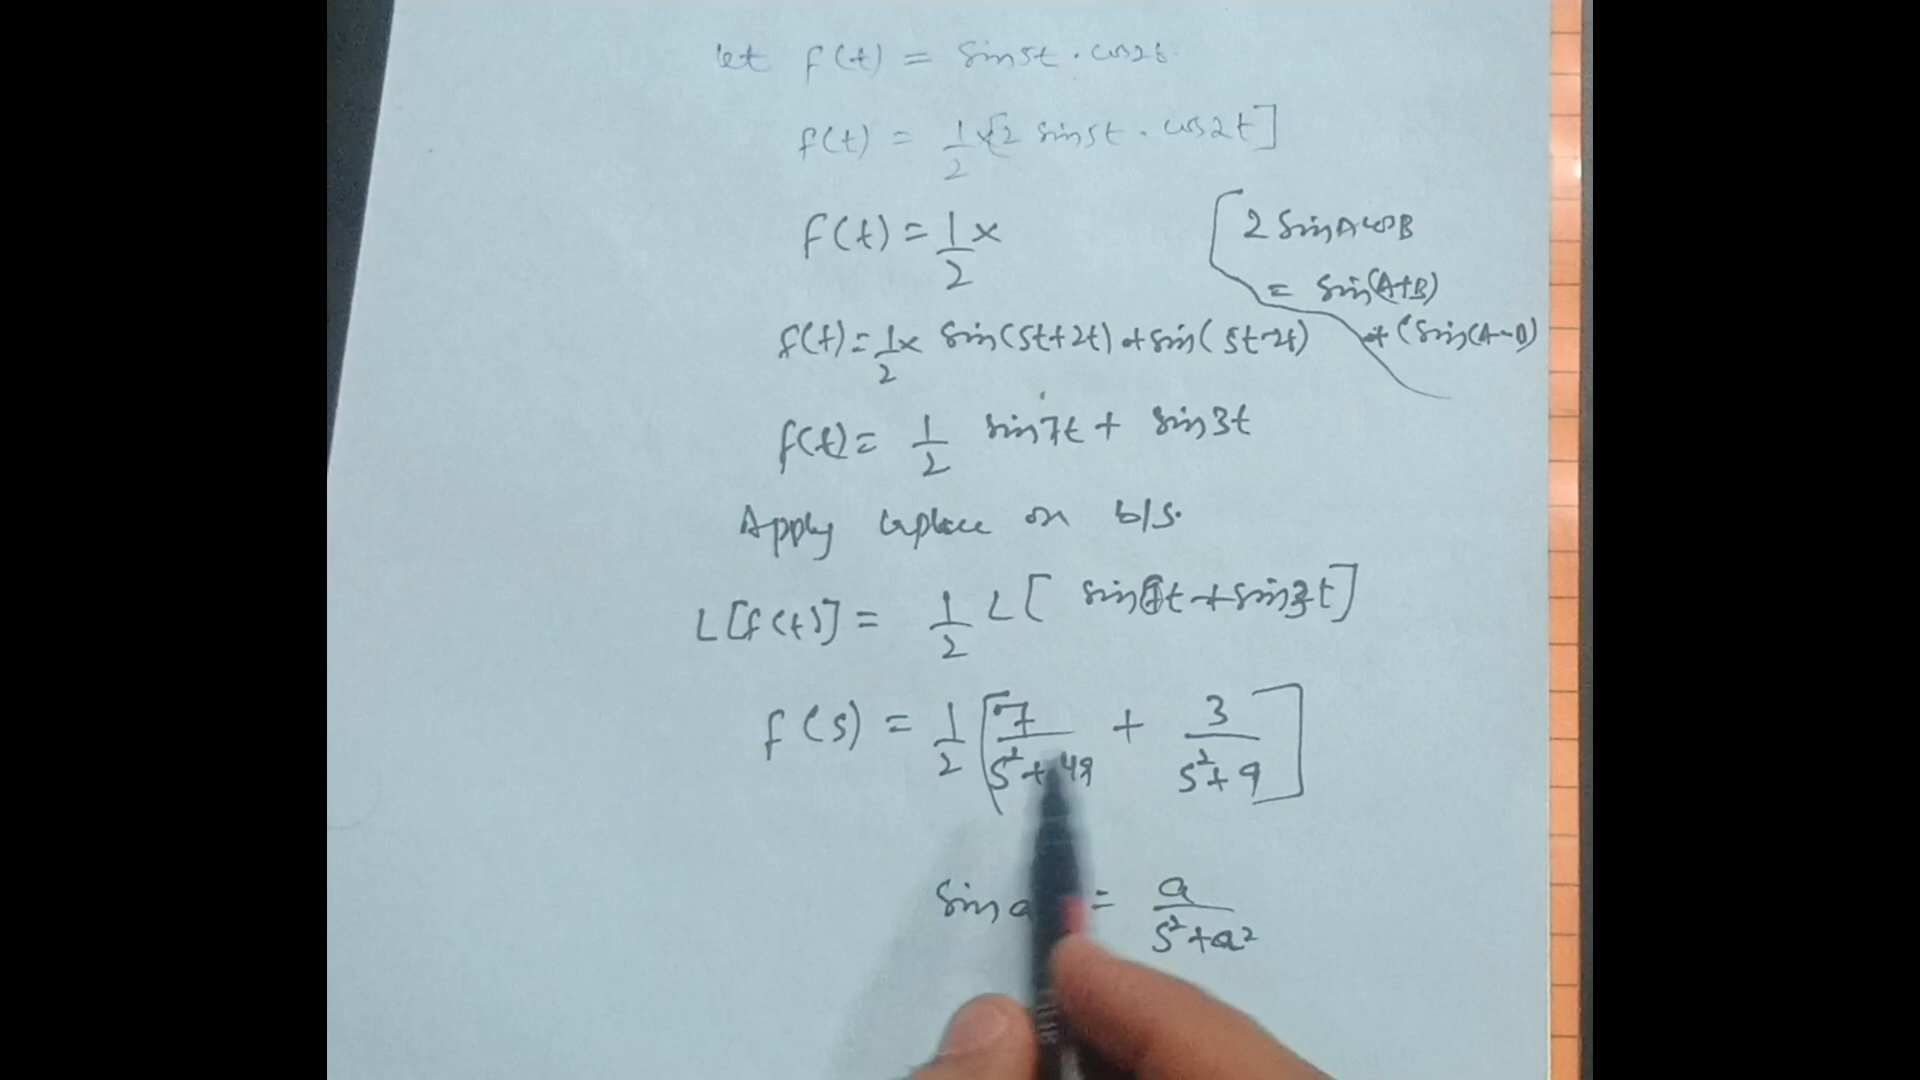 let f(t) = sin5t . cos2t.
f(t) = 1/2 x[2 sin5t . cos2t]
f(t) = 1/2 x
[2 sinA cosB
= sin(A+B)
+ (sin(A-B)
f(t) = 1/2 x sin(5t+2t) + sin(5t-2t)
f(t) = 1/2 sin7t + sin3t
Apply laplace on b/s.
L[f(t)] = 1/2 L[ sin7t + sin3t]
f(s) = 1/2 [7/s²+49 + 3/s²+9]
sin a = a/s²+a²